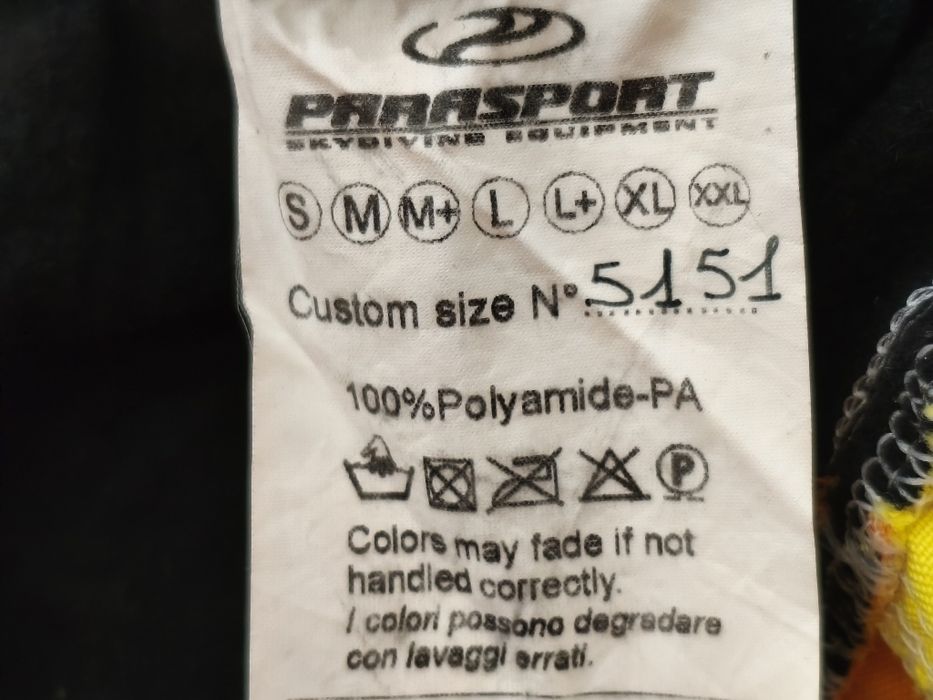 PARASPORT
SKYDIVING EQUIPMENT
S M M+ L L+ XL XXL
Custom size N° 5151
100%Polyamide-PA
P
Colors may fade if not
handled correctly.
I colori possono degradare
con lavaggi errati.